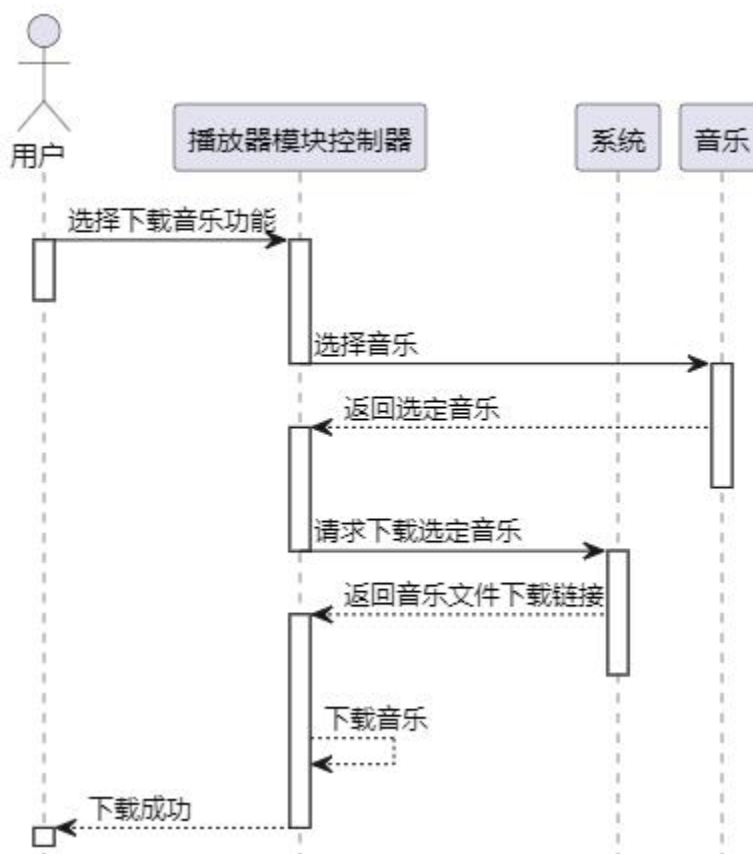 用户
播放器模块控制器
系统
音乐
选择下载音乐功能
选择音乐
返回选定音乐
请求下载选定音乐
返回音乐文件下载链接
下载音乐
下载成功